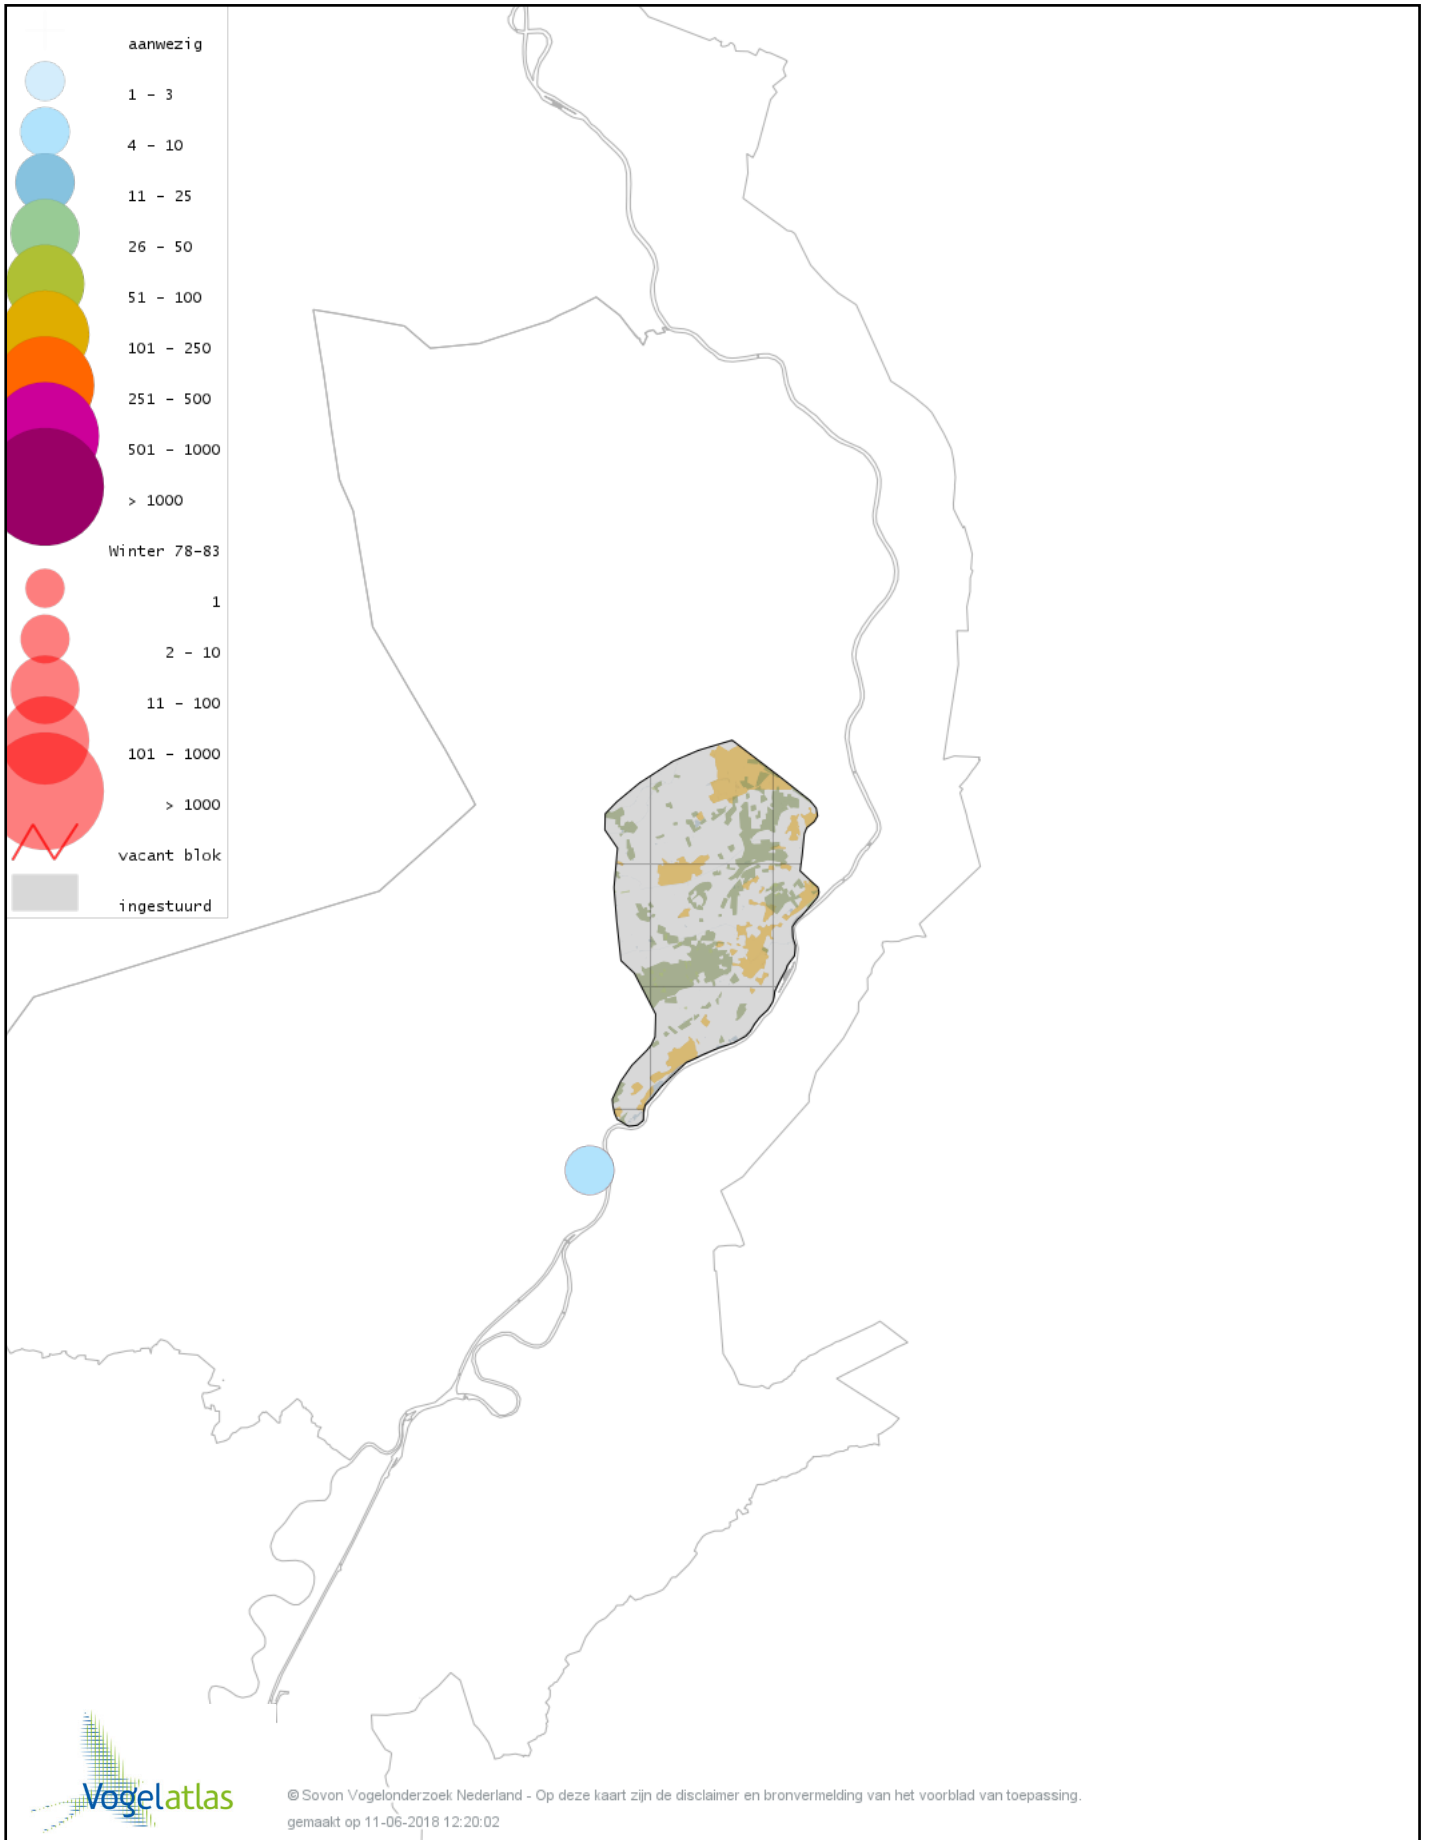 aanwezig
1 - 3
4 - 10
11 - 25
26 - 50
51 - 100
101 - 250
251 - 500
501 - 1000
> 1000
Winter 78-83
1
2 - 10
11 - 100
101 - 1000
> 1000
vacant blok
ingestuurd
Vogelatlas
© Sovon Vogelonderzoek Nederland - Op deze kaart zijn de disclaimer en bronvermelding van het voorblad van toepassing.
gemaakt op 11-06-2018 12:20:02